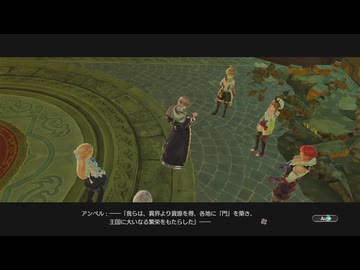 アンペル：――「我らは、異界より資源を得、各地に「門」を築き、
王国に大いなる繁栄をもたらした」――
Auto